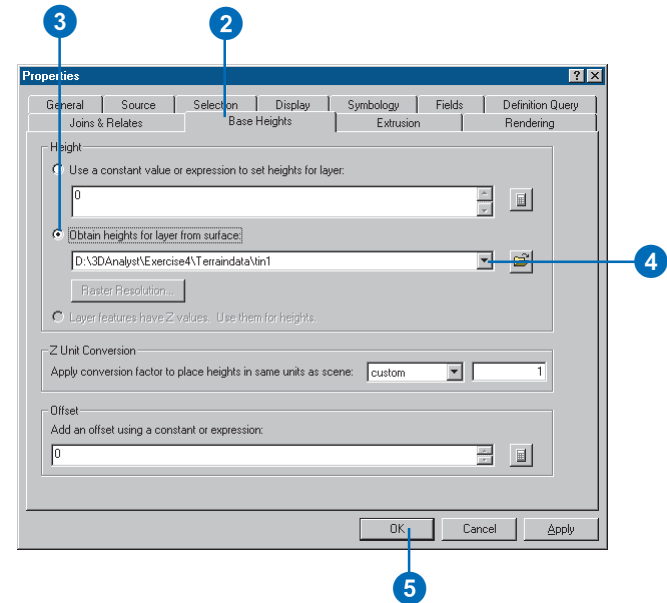 3
2
Properties
General Source Selection Display Symbology Fields Definition Query
Joins & Relates Base Heights Extrusion Rendering
Height
Use a constant value or expression to set heights for layer:
0
Obtain heights for layer from surface:
D:\3DAnalyst\Exercise4\Terraindata\tin1
4
Raster Resolution...
Layer features have Z values. Use them for heights.
Z Unit Conversion
Apply conversion factor to place heights in same units as scene: custom 1
Offset
Add an offset using a constant or expression:
0
OK Cancel Apply
5